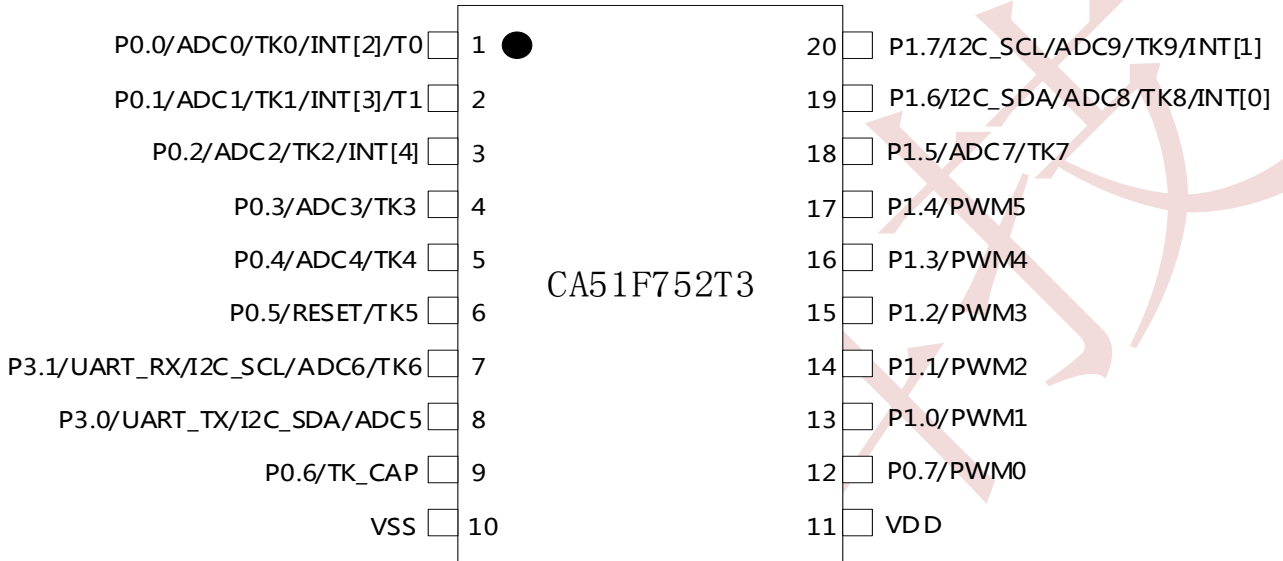 P0.0/ADC0/TK0/INT[2]/T0 1 20 P1.7/I2C_SCL/ADC9/TK9/INT[1]
P0.1/ADC1/TK1/INT[3]/T1 2 19 P1.6/I2C_SDA/ADC8/TK8/INT[0]
P0.2/ADC2/TK2/INT[4] 3 18 P1.5/ADC7/TK7
P0.3/ADC3/TK3 4 17 P1.4/PWM5
P0.4/ADC4/TK4 5 16 P1.3/PWM4
CA51F752T3
P0.5/RESET/TK5 6 15 P1.2/PWM3
P3.1/UART_RX/I2C_SCL/ADC6/TK6 7 14 P1.1/PWM2
P3.0/UART_TX/I2C_SDA/ADC5 8 13 P1.0/PWM1
P0.6/TK_CAP 9 12 P0.7/PWM0
VSS 10 11 VDD